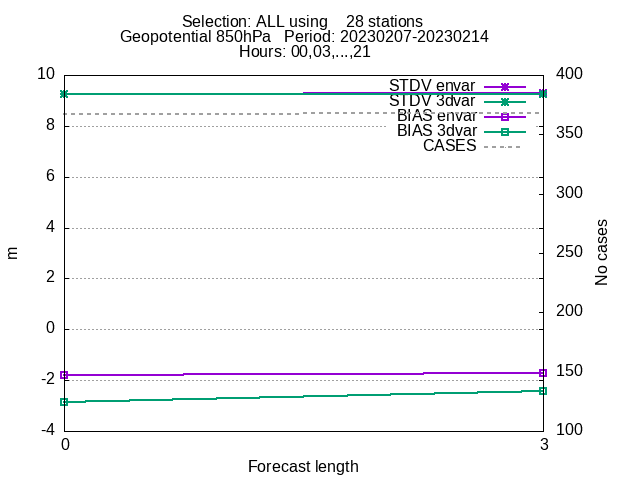 Selection: ALL using    28 stations
Geopotential 850hPa   Period: 20230207-20230214
Hours: 00,03,...,21
10
8
6
4
2
0
-2
-4
m
400
350
300
250
200
150
100
No cases
STDV envar
STDV 3dvar
BIAS envar
BIAS 3dvar
CASES
0
3
Forecast length